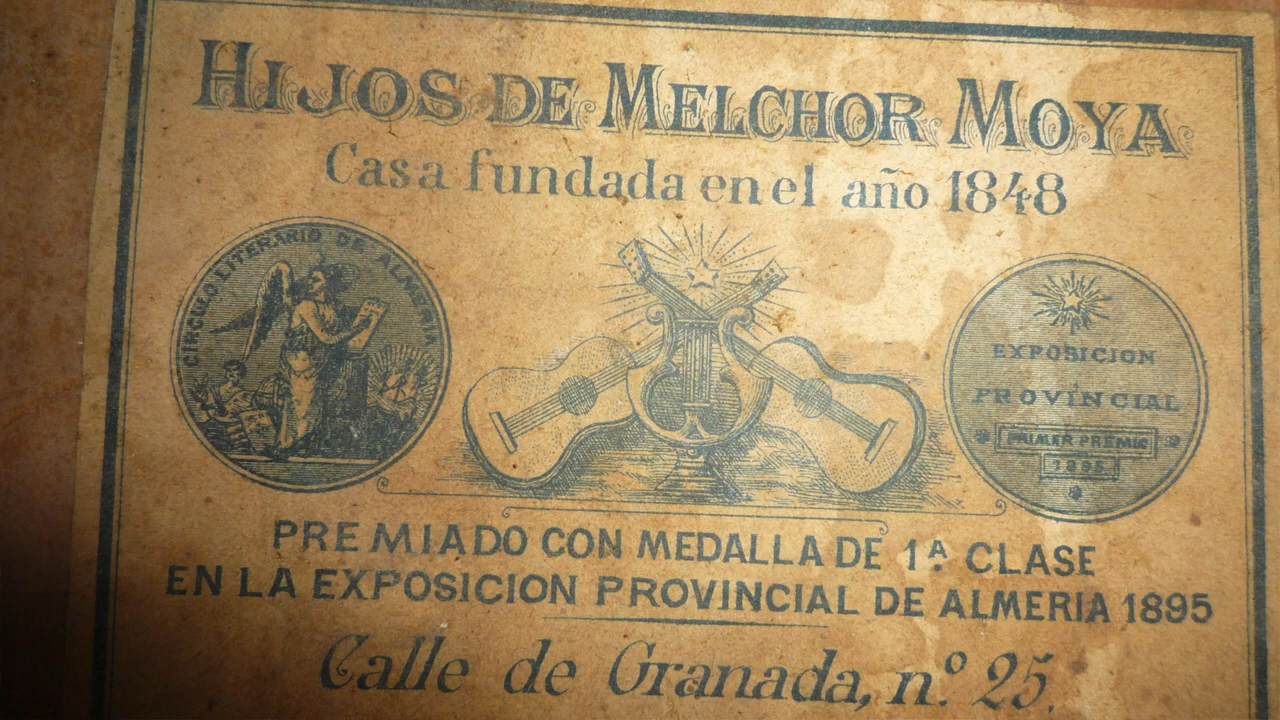 HIJOS DE MELCHOR MOYA
Casa fundada en el año 1848
CIRCULO LITERARIO DE ALMERIA
EXPOSICION
PROVINCIAL
PRIMER PREMIO
1895
PREMIADO CON MEDALLA DE 1ª CLASE
EN LA EXPOSICION PROVINCIAL DE ALMERIA 1895
Calle de Granada, n.º 25.